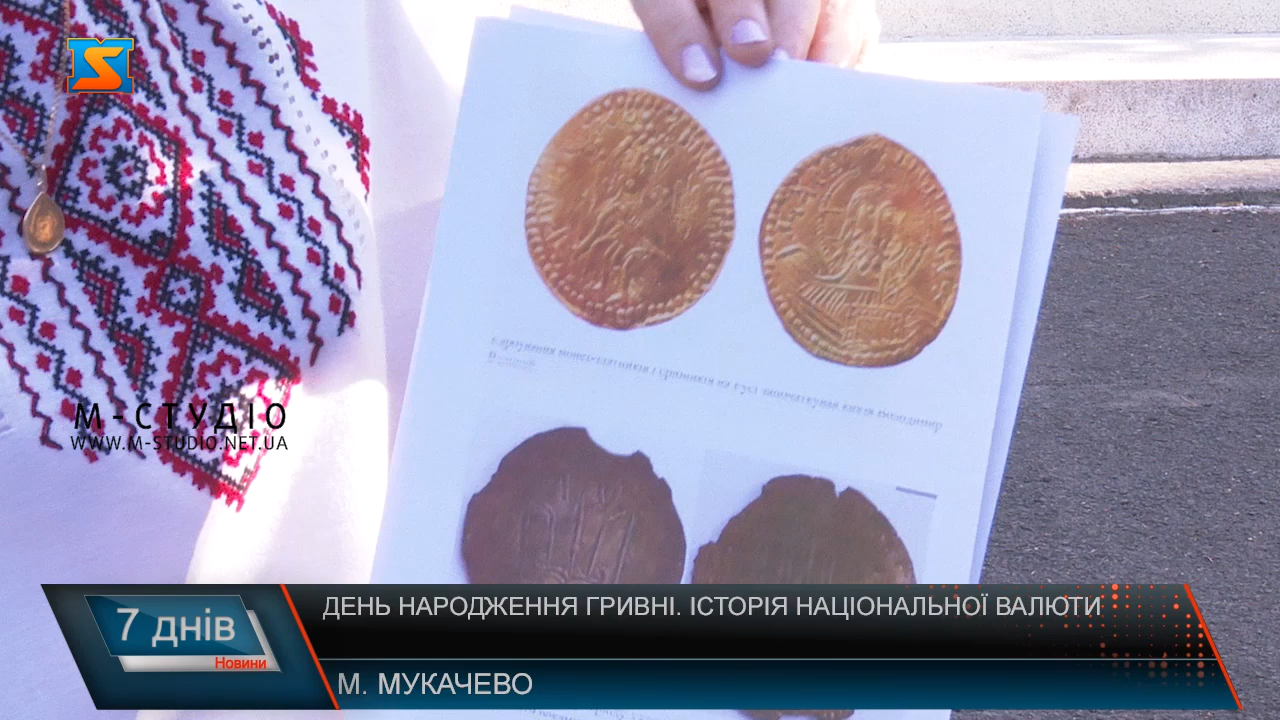 М-СТУДІО
WWW.M-STUDIO.NET.UA
7 днів
Новини
ДЕНЬ НАРОДЖЕННЯ ГРИВНІ. ІСТОРІЯ НАЦІОНАЛЬНОЇ ВАЛЮТИ
М. МУКАЧЕВО